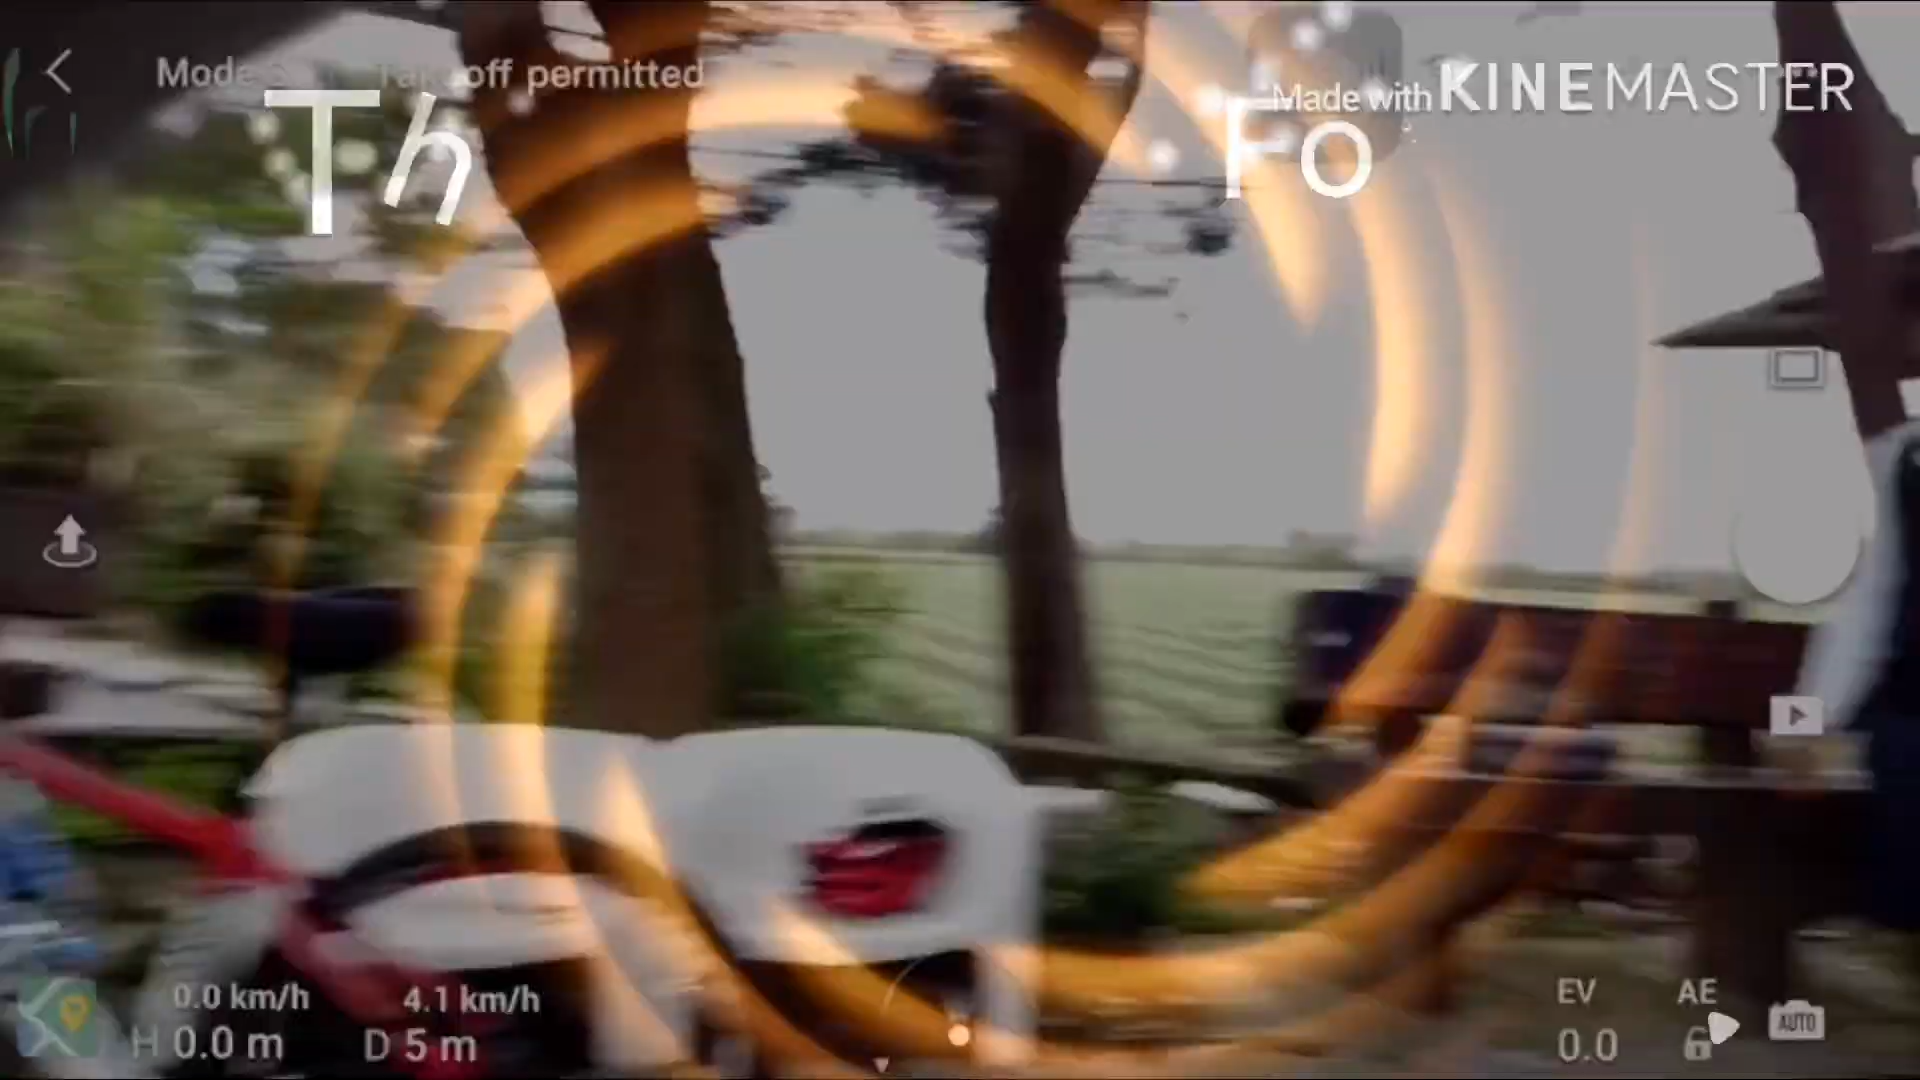 Mode off permitted
Made with KINEMASTER
Th Fo
0.0 km/h 4.1 km/h
H 0.0 m D 5 m
EV AE
0.0
AUTO